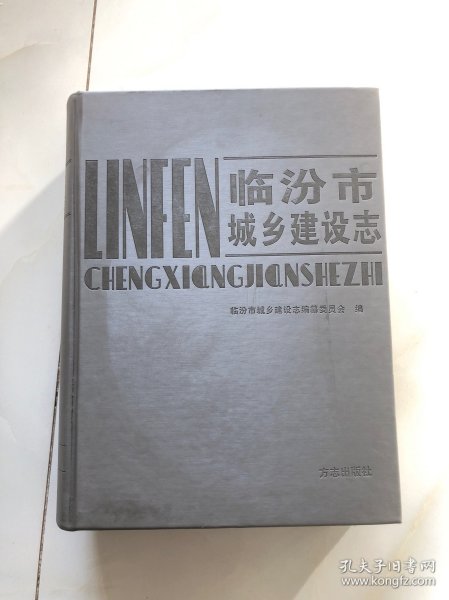 LINFEN
临汾市
城乡建设志
CHENGXIANGJIANSHEZHI
临汾市城乡建设志编纂委员会 编
方志出版社
孔夫子旧书网
www.kongfz.com